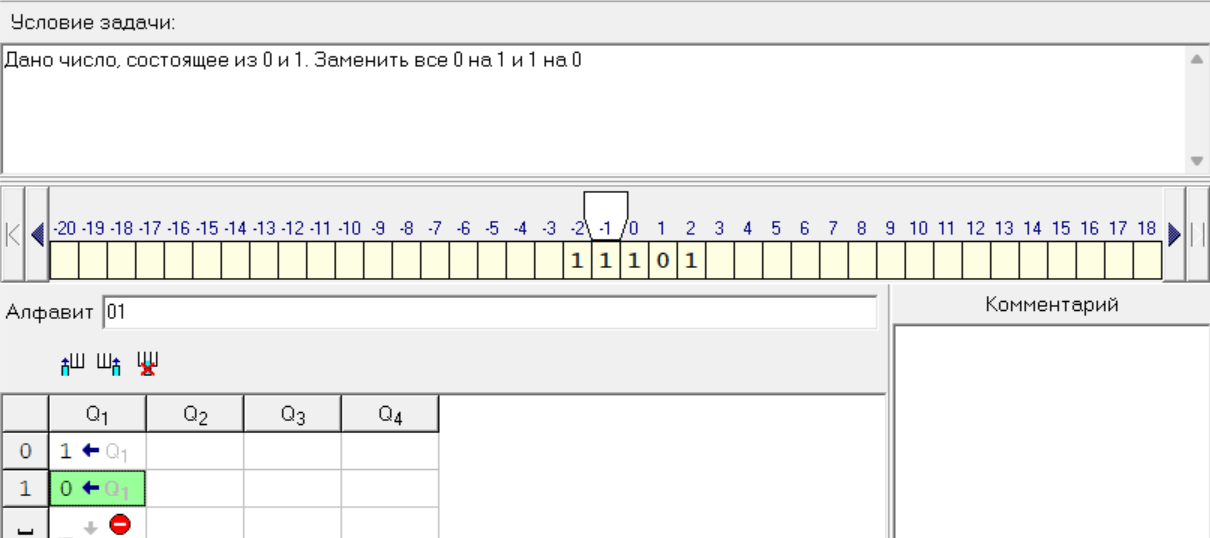 Условие задачи:
Дано число, состоящее из 0 и 1. Заменить все 0 на 1 и 1 на 0
-20 -19 -18 -17 -16 -15 -14 -13 -12 -11 -10 -9 -8 -7 -6 -5 -4 -3 -2 -1 0 1 2 3 4 5 6 7 8 9 10 11 12 13 14 15 16 17 18
1 1 1 0 1
Алфавит 01
Комментарий
Q1 Q2 Q3 Q4
0 1 ← Q1
1 0 ← Q1